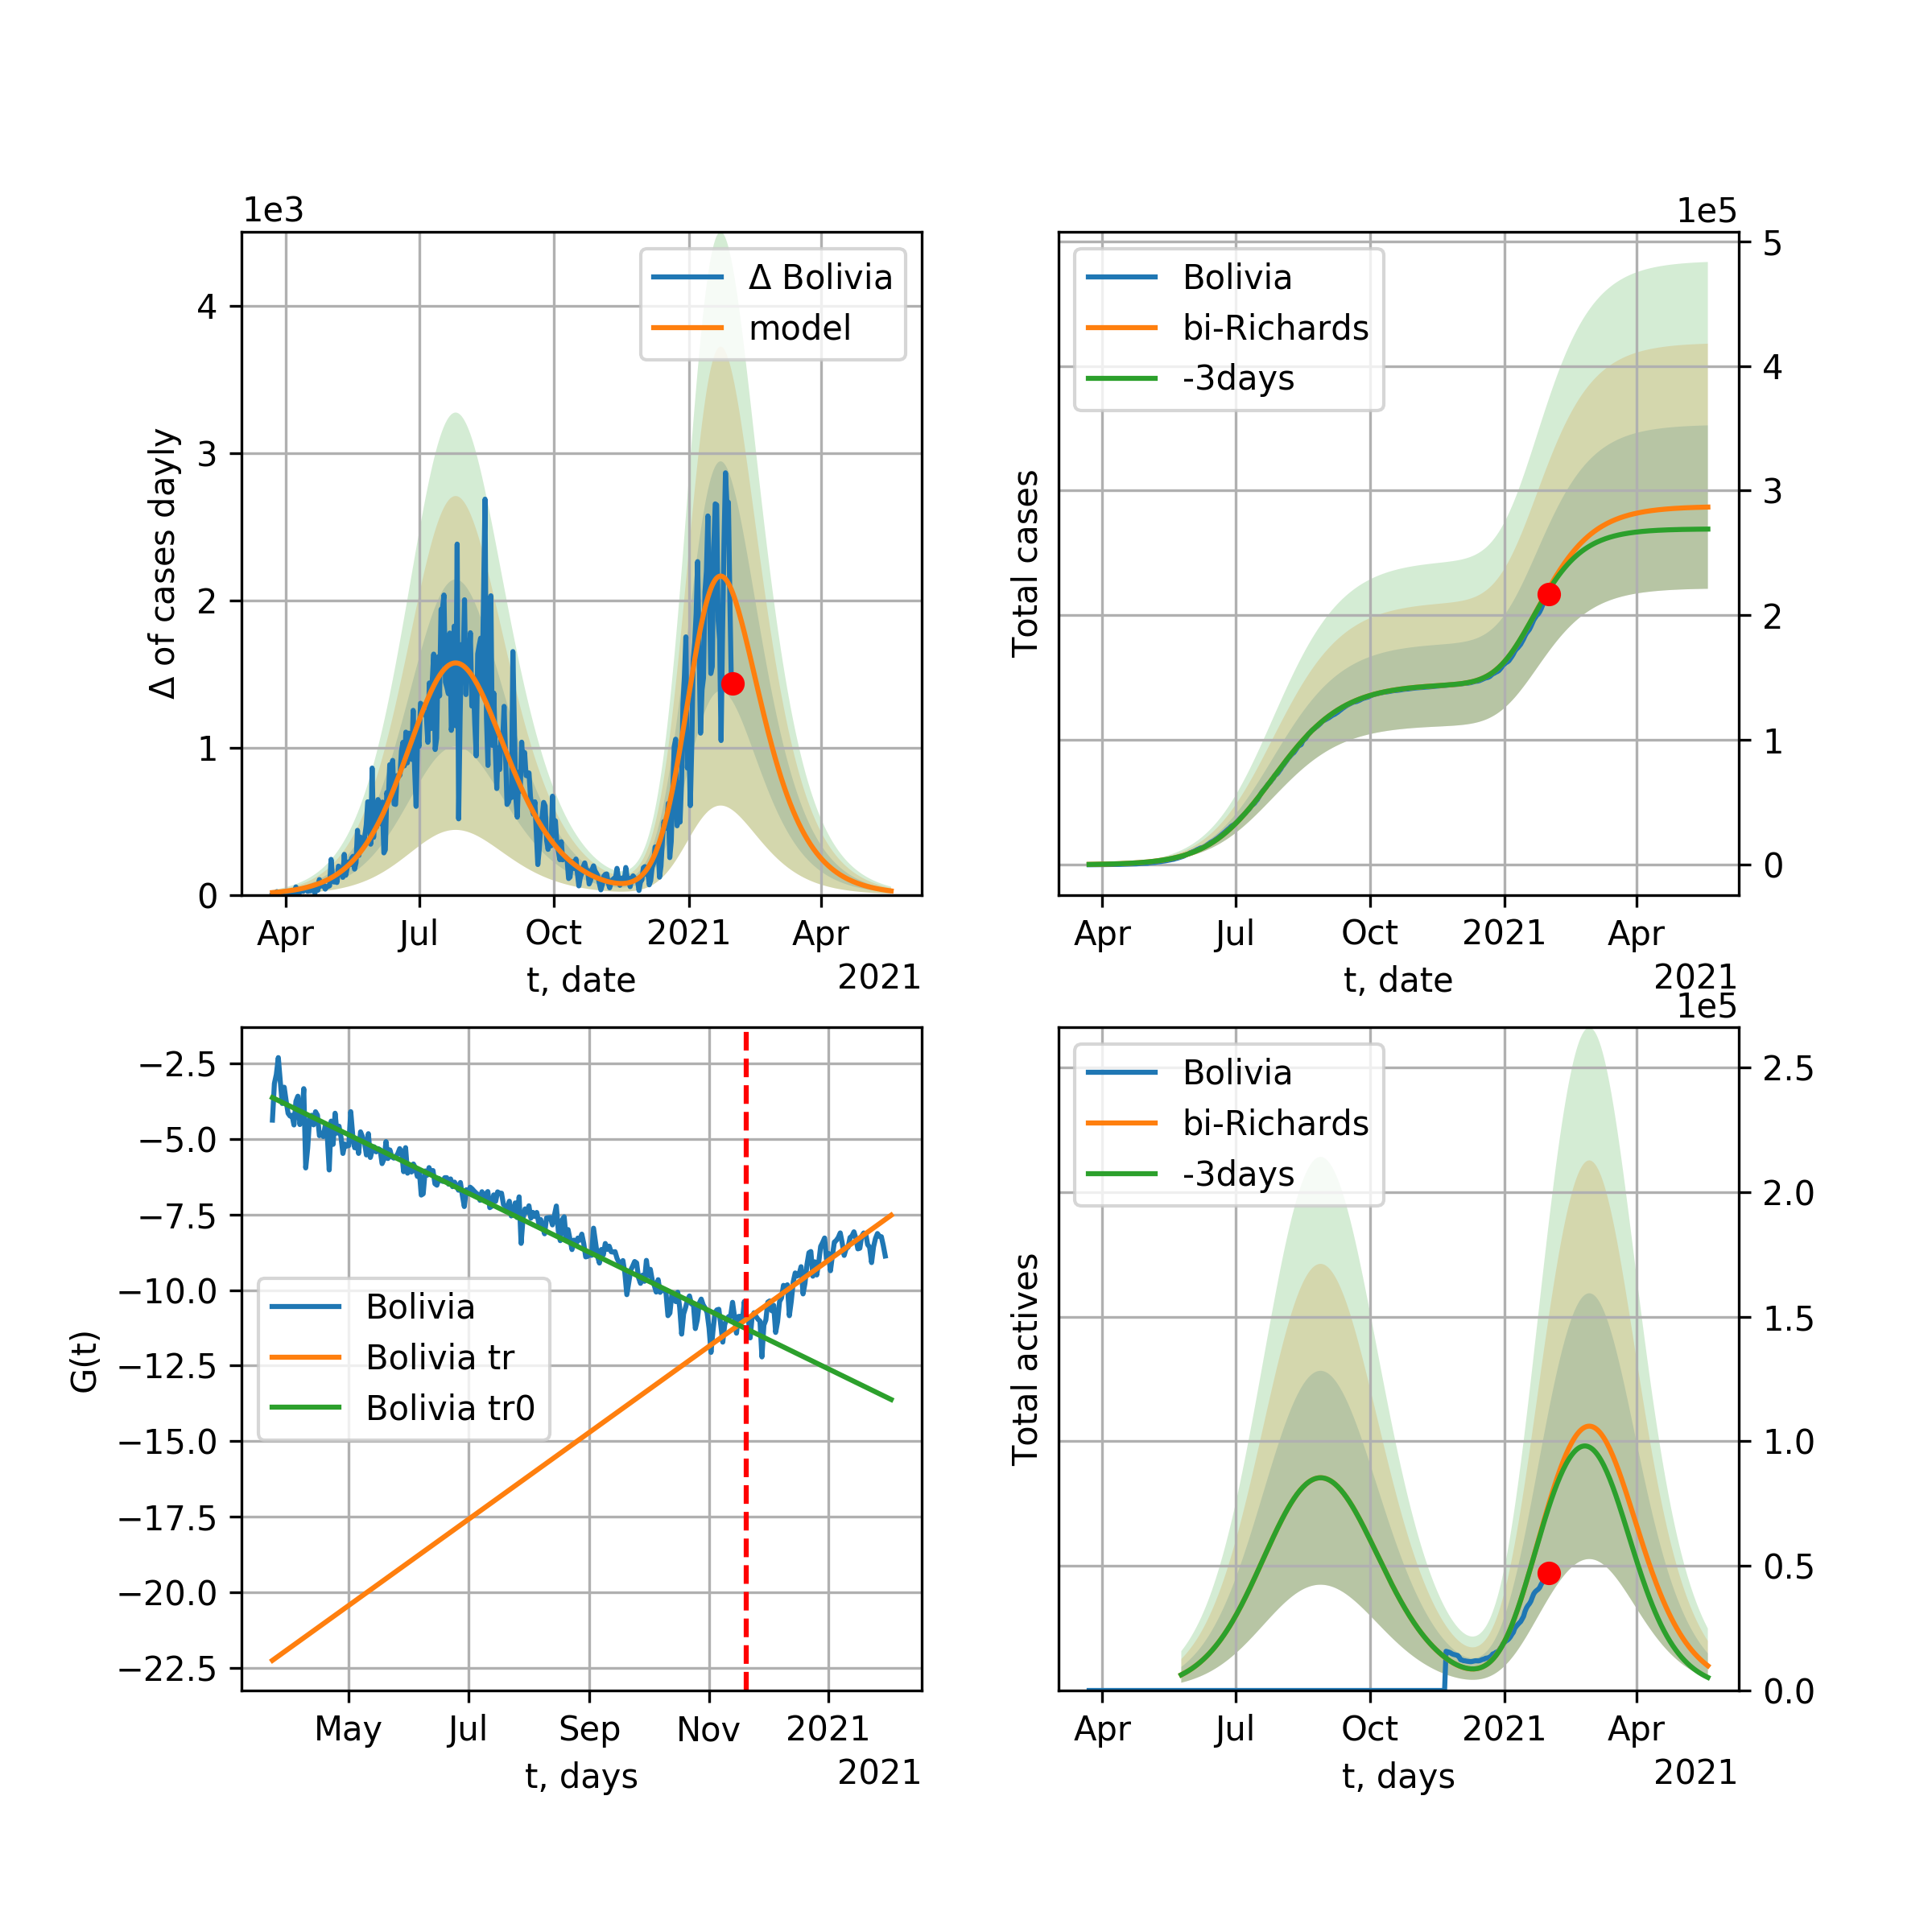 1e3
Δ of cases dayly
4
3
2
1
0
Δ Bolivia
model
Apr
Jul
Oct
2021
Apr
t, date
2021
1e5
Total cases
Bolivia
bi-Richards
-3days
5
4
3
2
1
0
Apr
Jul
Oct
2021
Apr
t, date
2021
G(t)
−2.5
−5.0
−7.5
−10.0
−12.5
−15.0
−17.5
−20.0
−22.5
Bolivia
Bolivia tr
Bolivia tr0
May
Jul
Sep
Nov
2021
t, days
2021
1e5
Total actives
Bolivia
bi-Richards
-3days
2.5
2.0
1.5
1.0
0.5
0.0
Apr
Jul
Oct
2021
Apr
t, days
2021